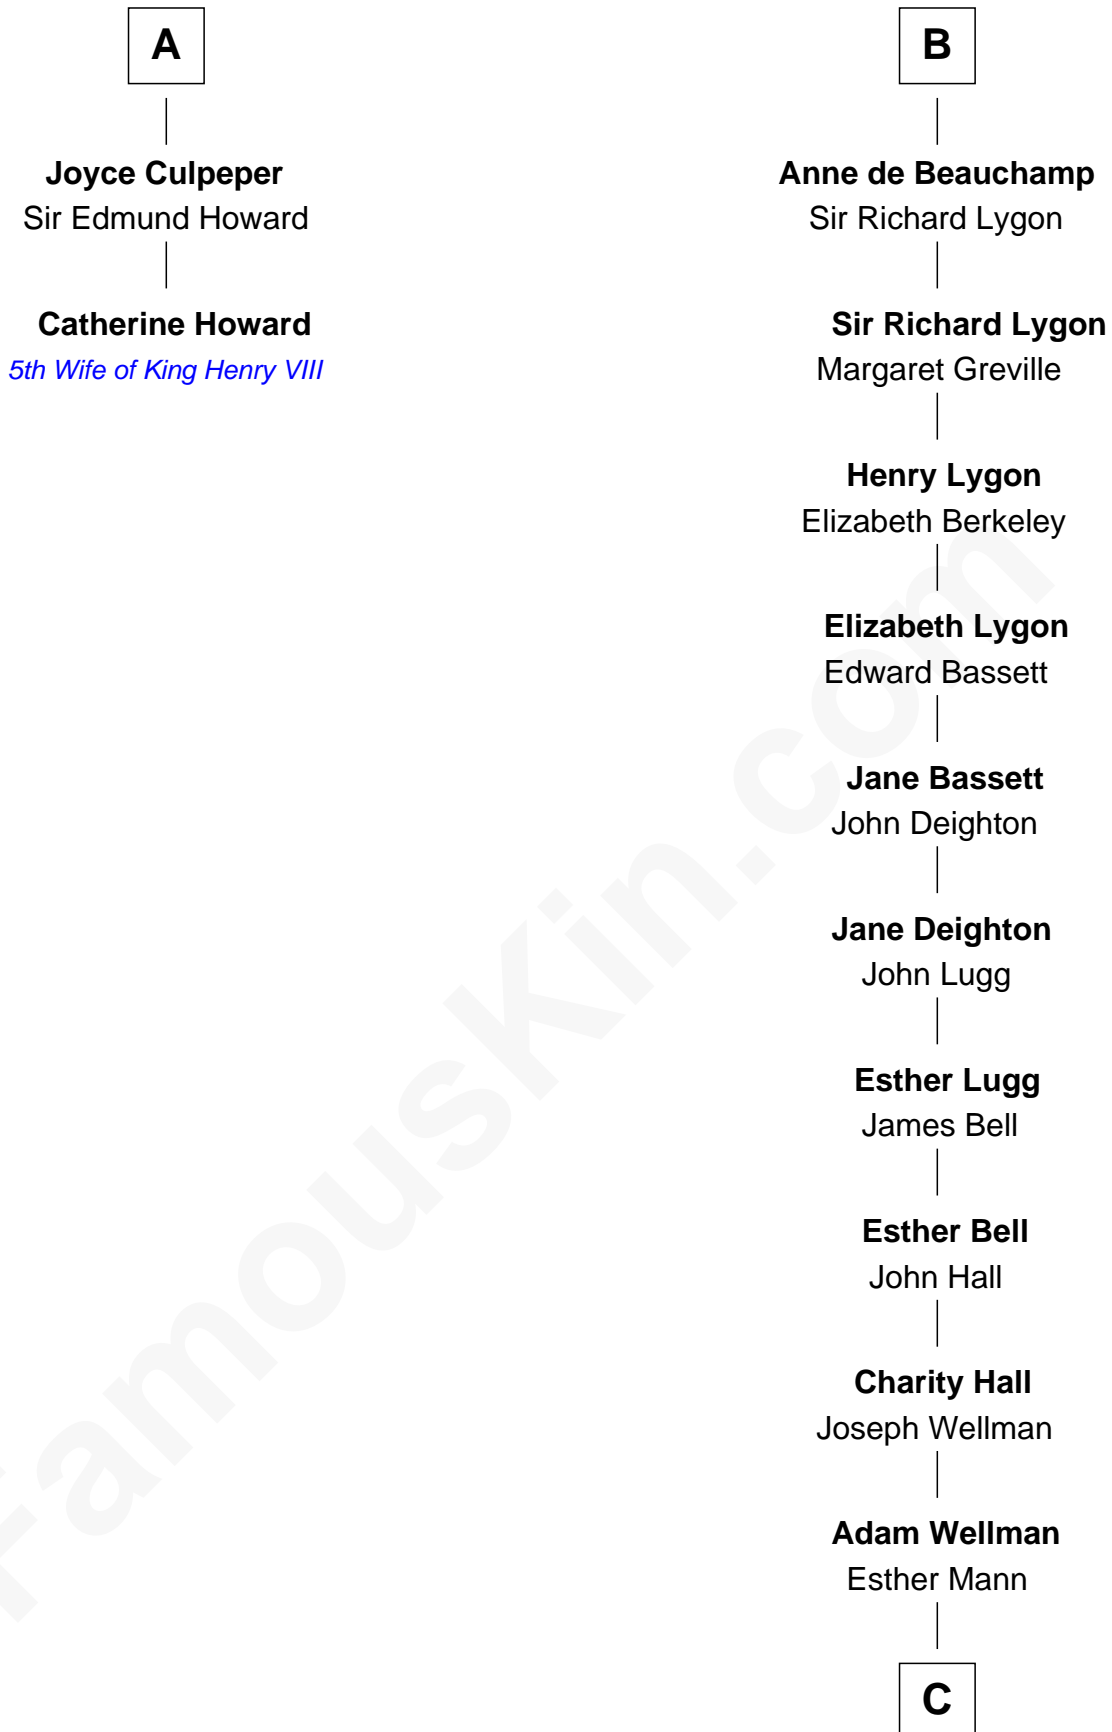 A
Joyce Culpeper
Sir Edmund Howard
Catherine Howard
5th Wife of King Henry VIII
B
Anne de Beauchamp
Sir Richard Lygon
Sir Richard Lygon
Margaret Greville
Henry Lygon
Elizabeth Berkeley
Elizabeth Lygon
Edward Bassett
Jane Bassett
John Deighton
Jane Deighton
John Lugg
Esther Lugg
James Bell
Esther Bell
John Hall
Charity Hall
Joseph Wellman
Adam Wellman
Esther Mann
C
FamousKin.com